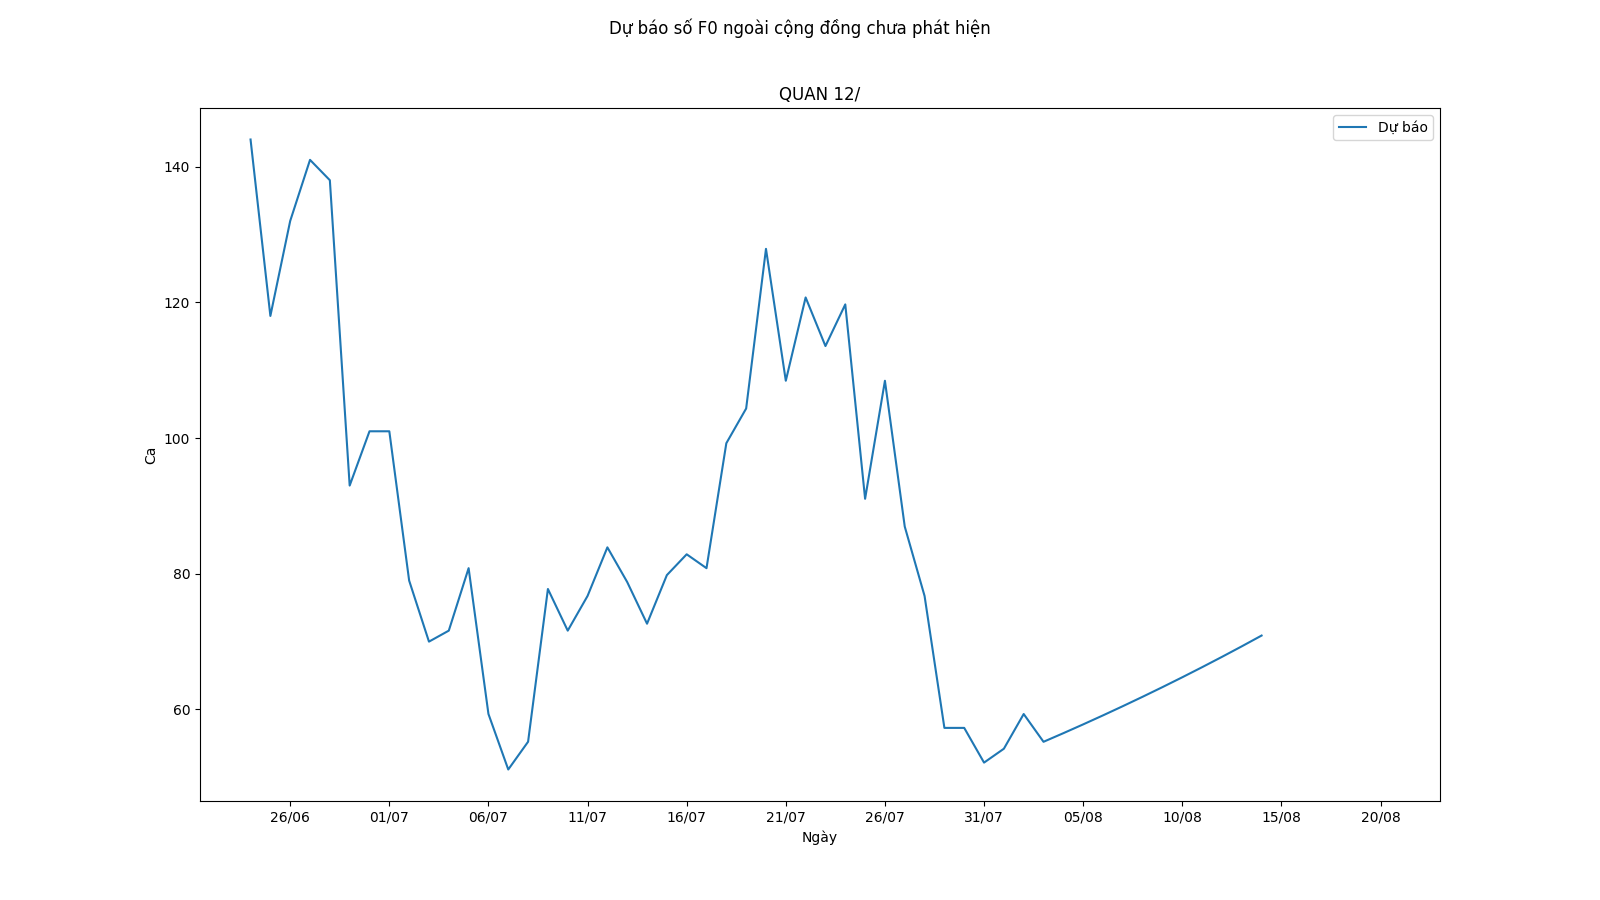 Dự báo số F0 ngoài cộng đồng chưa phát hiện
QUAN 12/
Dự báo
140
120
100
80
60
Ca
26/06 01/07 06/07 11/07 16/07 21/07 26/07 31/07 05/08 10/08 15/08 20/08
Ngày